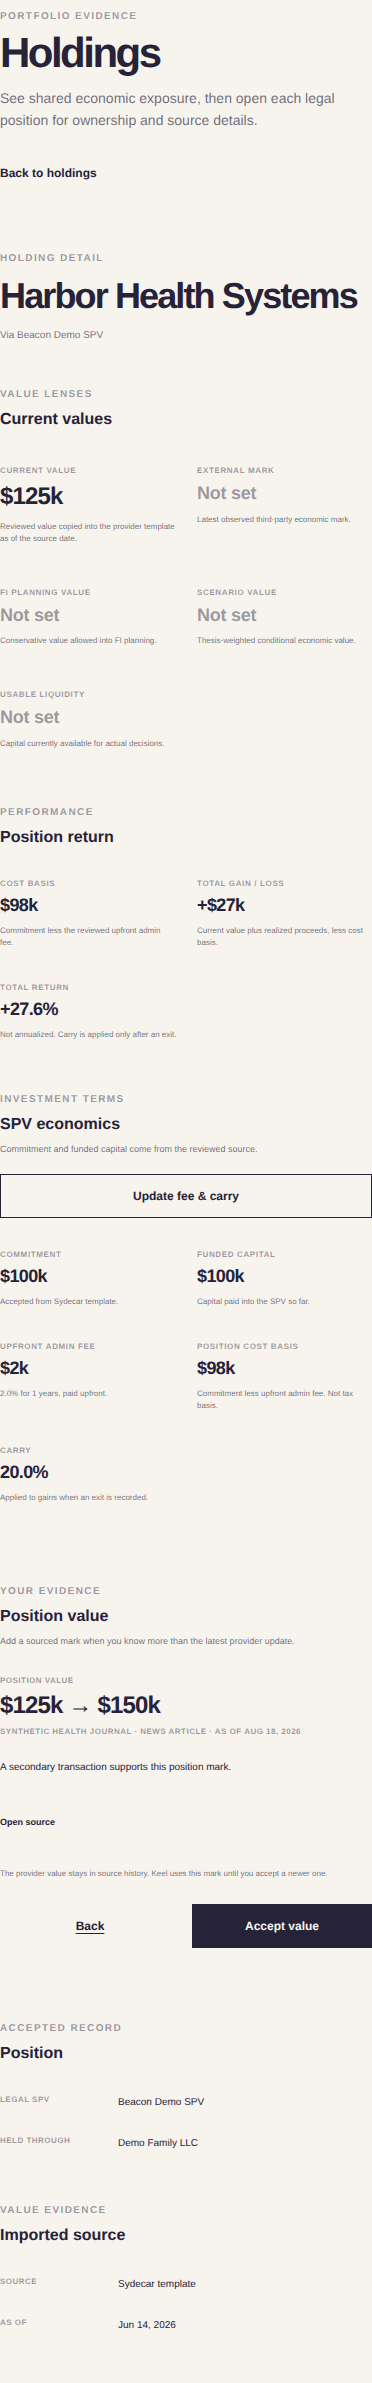 PORTFOLIO EVIDENCE
Holdings
See shared economic exposure, then open each legal
position for ownership and source details.
Back to holdings
HOLDING DETAIL
Harbor Health Systems
Via Beacon Demo SPV
VALUE LENSES
Current values
CURRENT VALUE
$125k
Reviewed value copied into the provider template
as of the source date.
EXTERNAL MARK
Not set
Latest observed third-party economic mark.
FI PLANNING VALUE
Not set
Conservative value allowed into FI planning.
SCENARIO VALUE
Not set
Thesis-weighted conditional economic value.
USABLE LIQUIDITY
Not set
Capital currently available for actual decisions.
PERFORMANCE
Position return
COST BASIS
$98k
Commitment less the reviewed upfront admin
fee.
TOTAL GAIN / LOSS
+$27k
Current value plus realized proceeds, less cost
basis.
TOTAL RETURN
+27.6%
Not annualized. Carry is applied only after an exit.
INVESTMENT TERMS
SPV economics
Commitment and funded capital come from the reviewed source.
Update fee & carry
COMMITMENT
$100k
Accepted from Sydecar template.
FUNDED CAPITAL
$100k
Capital paid into the SPV so far.
UPFRONT ADMIN FEE
$2k
2.0% for 1 years, paid upfront.
POSITION COST BASIS
$98k
Commitment less upfront admin fee. Not tax
basis.
CARRY
20.0%
Applied to gains when an exit is recorded.
YOUR EVIDENCE
Position value
Add a sourced mark when you know more than the latest provider update.
POSITION VALUE
$125k → $150k
SYNTHETIC HEALTH JOURNAL · NEWS ARTICLE · AS OF AUG 18, 2026
A secondary transaction supports this position mark.
Open source
The provider value stays in source history. Keel uses this mark until you accept a newer one.
Back
Accept value
ACCEPTED RECORD
Position
LEGAL SPV
Beacon Demo SPV
HELD THROUGH
Demo Family LLC
VALUE EVIDENCE
Imported source
SOURCE
Sydecar template
AS OF
Jun 14, 2026